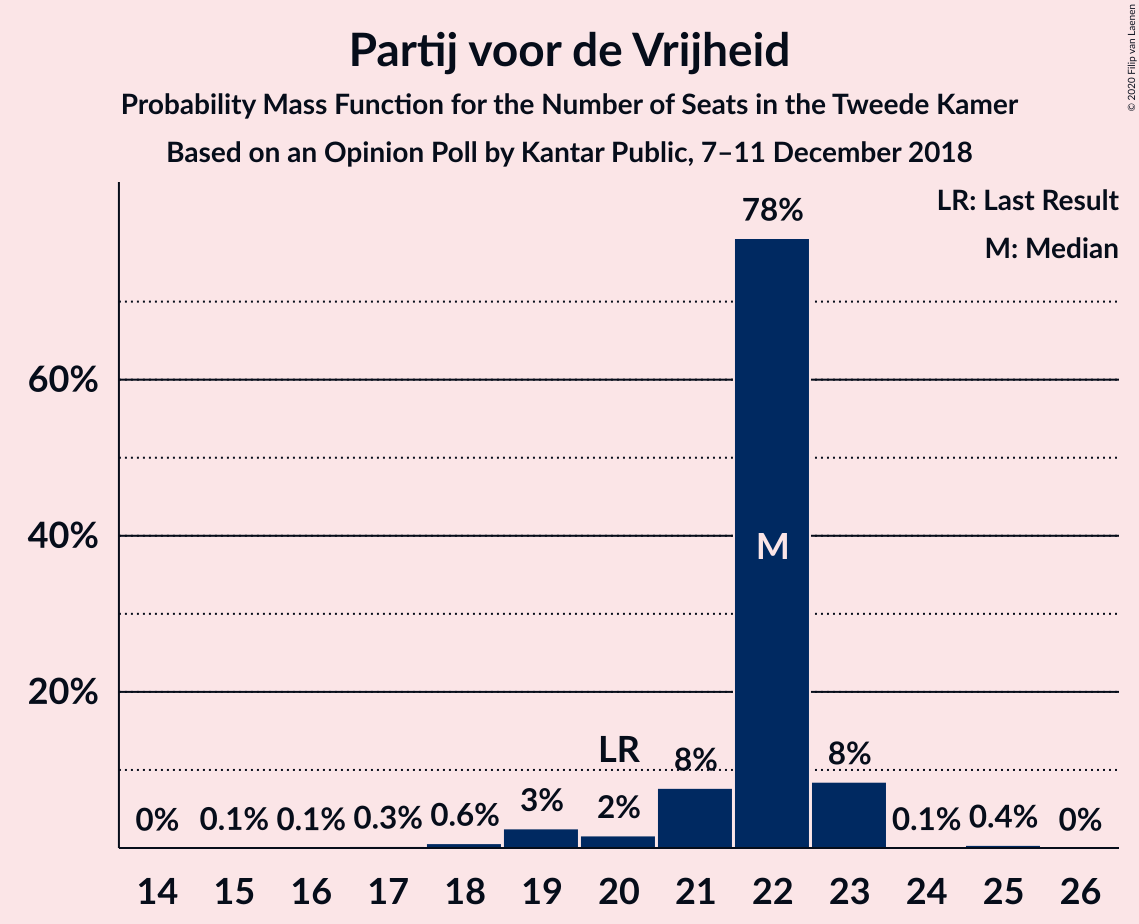 Partij voor de Vrijheid
Probability Mass Function for the Number of Seats in the Tweede Kamer
Based on an Opinion Poll by Kantar Public, 7–11 December 2018
© 2020 Filip van Laenen
LR: Last Result
M: Median
78%
60%
40%
20%
M
LR
0% 0.1% 0.1% 0.3% 0.6% 3% 2% 8% 8% 0.1% 0.4% 0%
14 15 16 17 18 19 20 21 22 23 24 25 26